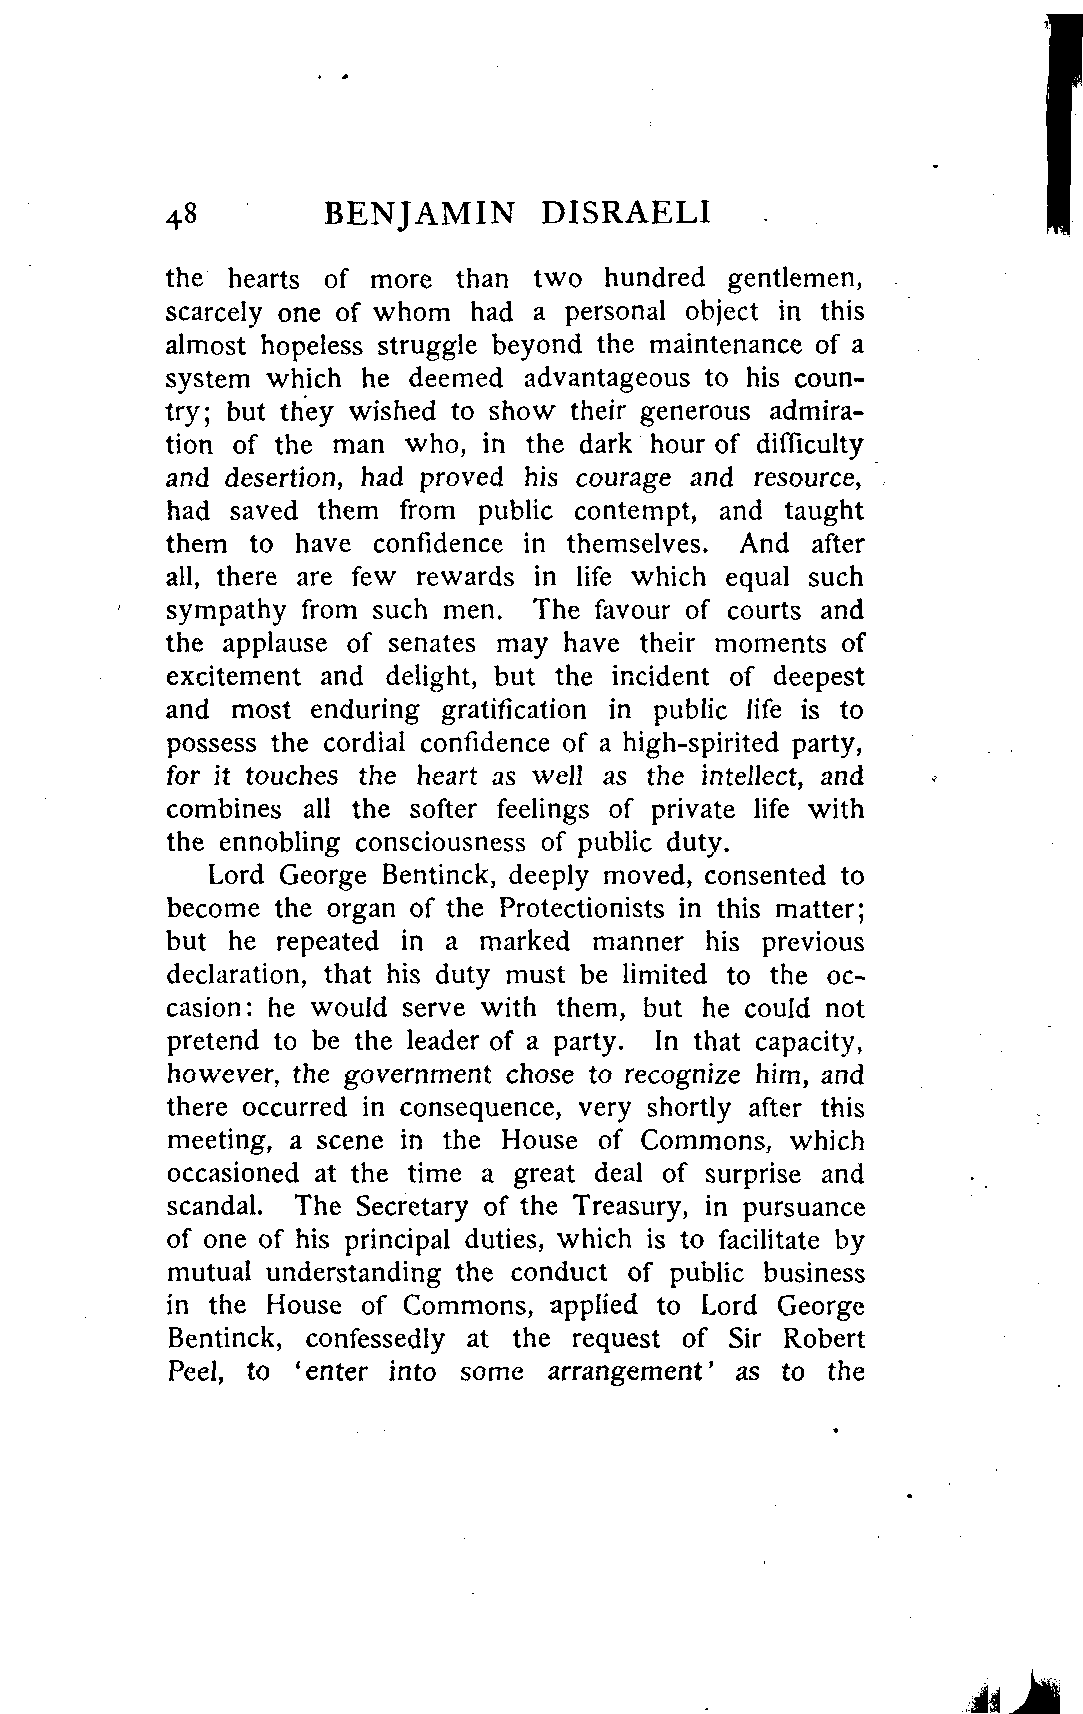 48 BENJAMIN DISRAELI
the hearts of more than two hundred gentlemen,
scarcely one of whom had a personal object in this
almost hopeless struggle beyond the maintenance of a
system which he deemed advantageous to his coun-
try; but they wished to show their generous admira-
tion of the man who, in the dark hour of difficulty
and desertion, had proved his courage and resource,
had saved them from public contempt, and taught
them to have confidence in themselves. And after
all, there are few rewards in life which equal such
sympathy from such men. The favour of courts and
the applause of senates may have their moments of
excitement and delight, but the incident of deepest
and most enduring gratification in public life is to
possess the cordial confidence of a high-spirited party,
for it touches the heart as well as the intellect, and
combines all the softer feelings of private life with
the ennobling consciousness of public duty.
Lord George Bentinck, deeply moved, consented to
become the organ of the Protectionists in this matter;
but he repeated in a marked manner his previous
declaration, that his duty must be limited to the oc-
casion: he would serve with them, but he could not
pretend to be the leader of a party. In that capacity,
however, the government chose to recognize him, and
there occurred in consequence, very shortly after this
meeting, a scene in the House of Commons, which
occasioned at the time a great deal of surprise and
scandal. The Secretary of the Treasury, in pursuance
of one of his principal duties, which is to facilitate by
mutual understanding the conduct of public business
in the House of Commons, applied to Lord George
Bentinck, confessedly at the request of Sir Robert
Peel, to 'enter into some arrangement' as to the